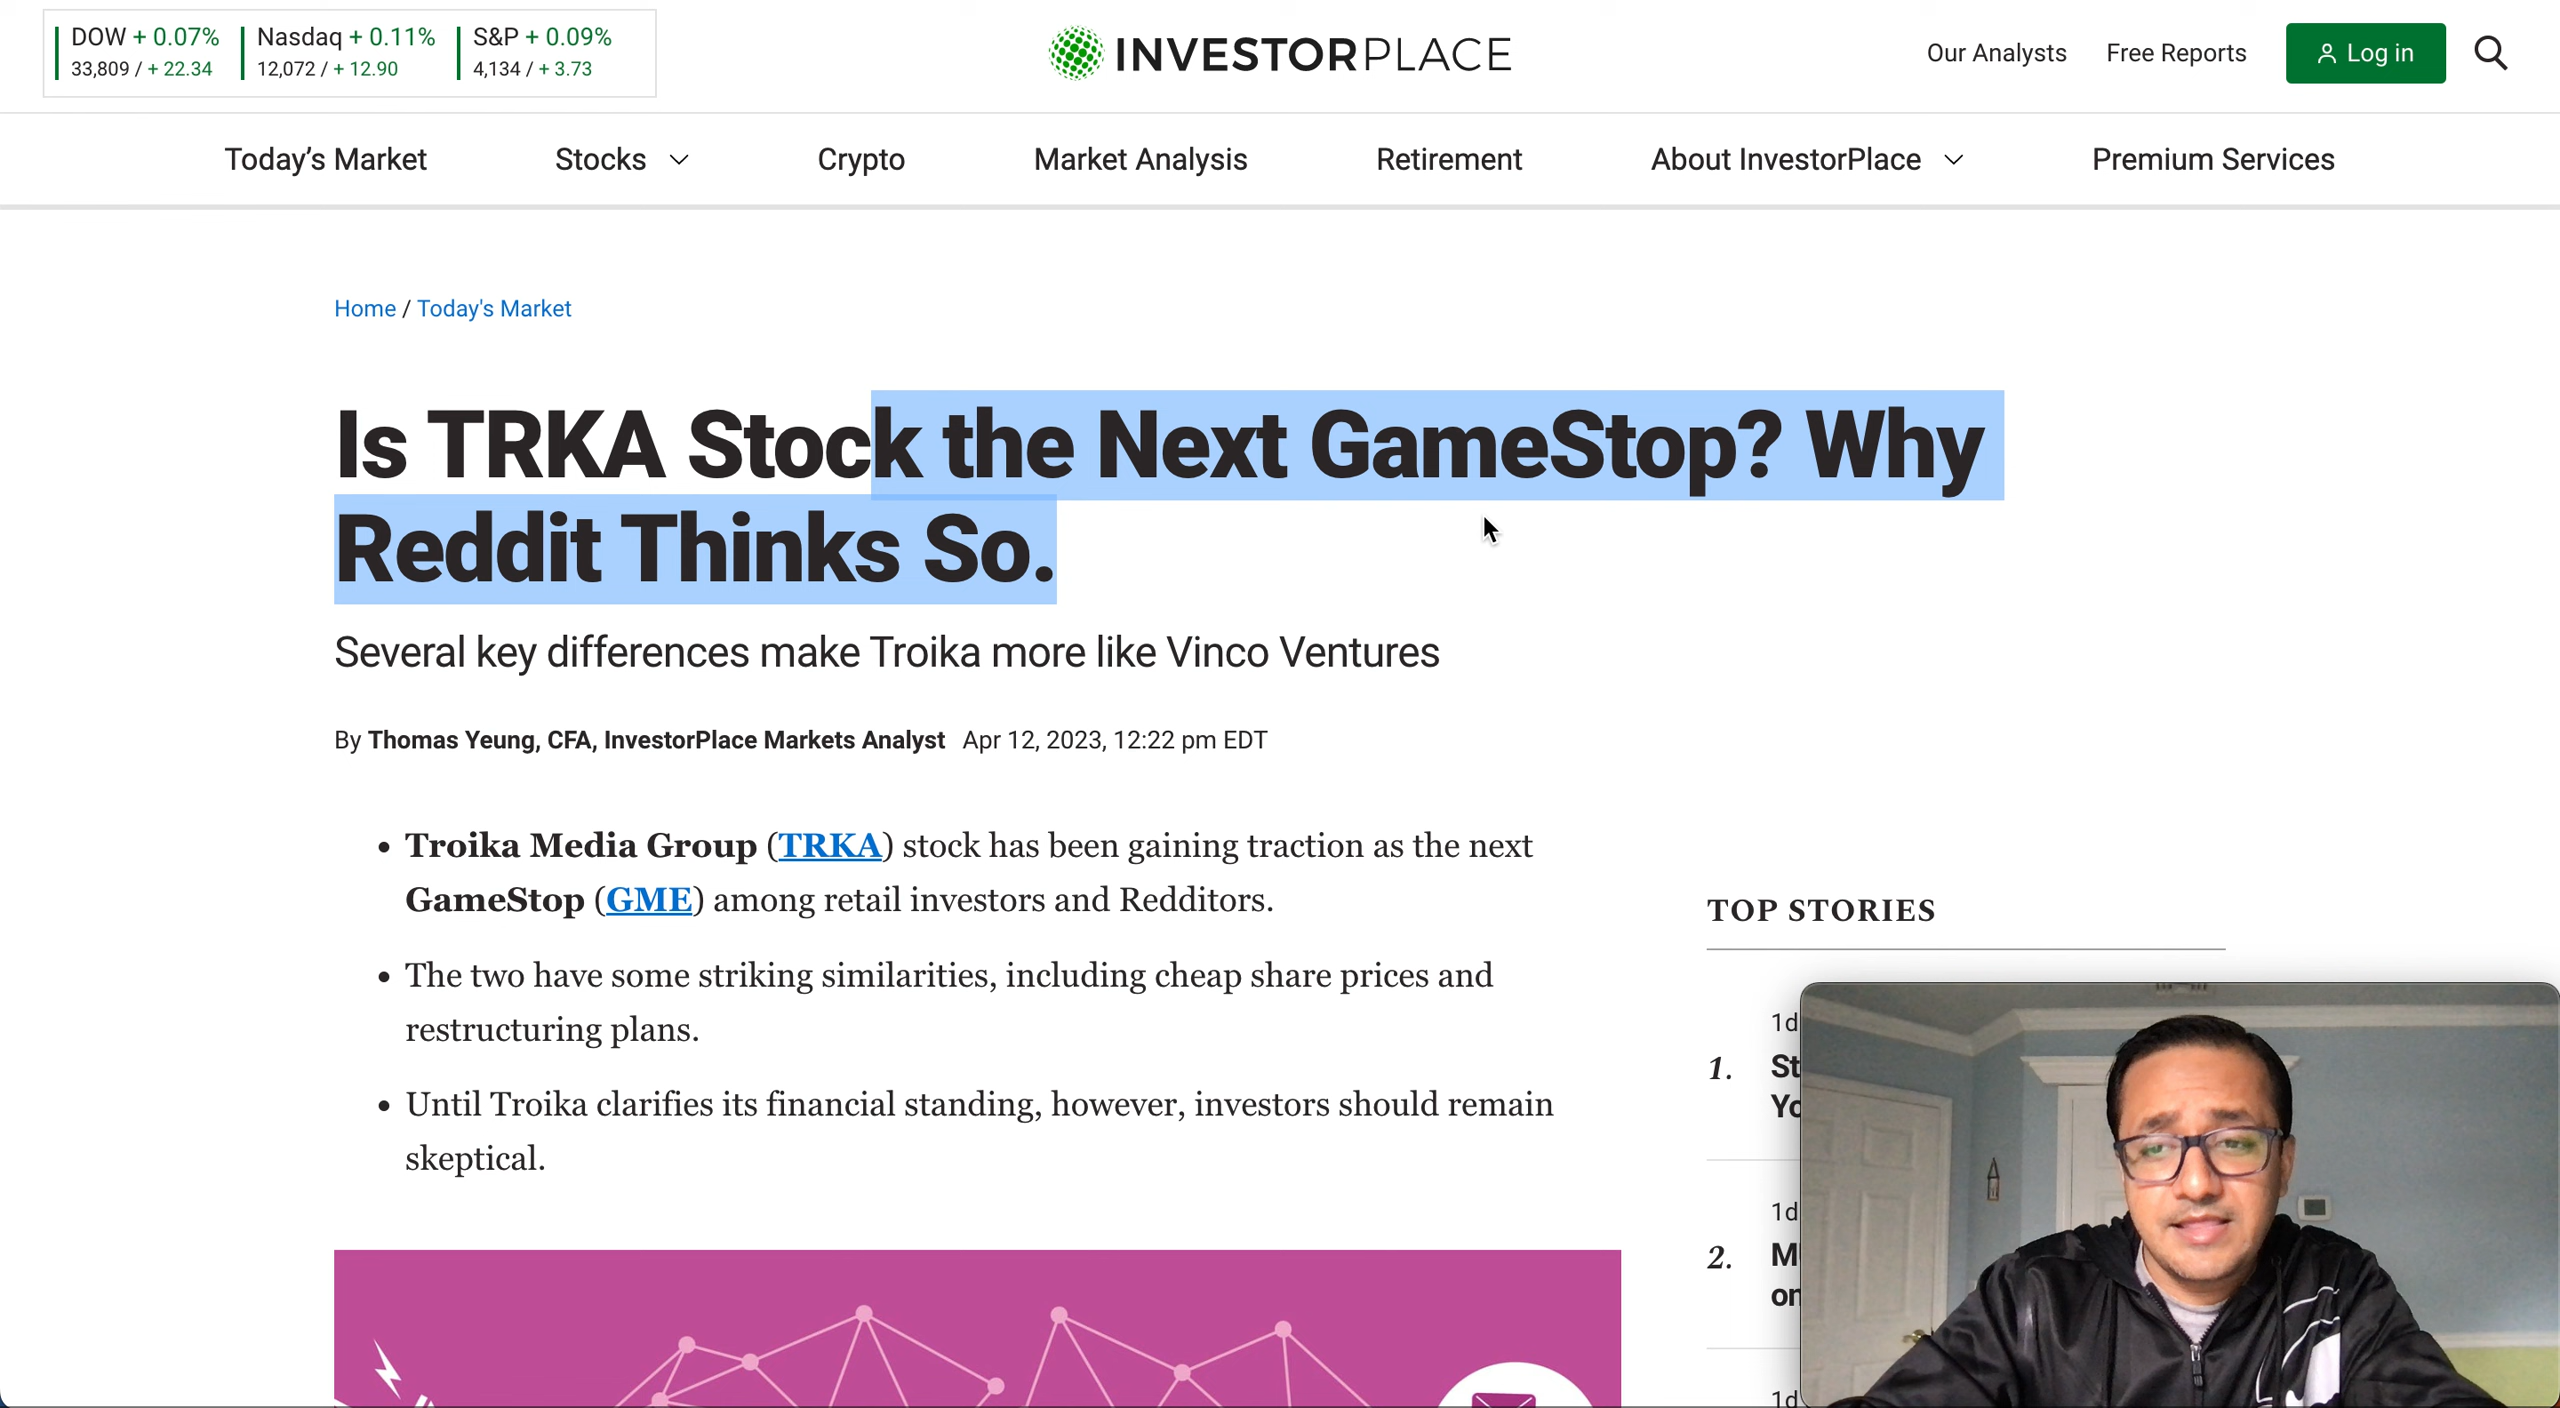 DOW + 0.07% Nasdaq + 0.11% S&P + 0.09%
33,809 / + 22.34 12,072 / + 12.90 4,134 / + 3.73
INVESTORPLACE
Our Analysts Free Reports Log in
Today’s Market Stocks Crypto Market Analysis Retirement About InvestorPlace Premium Services
Home / Today's Market
Is TRKA Stock the Next GameStop? Why
Reddit Thinks So.
Several key differences make Troika more like Vinco Ventures
By Thomas Yeung, CFA, InvestorPlace Markets Analyst Apr 12, 2023, 12:22 pm EDT
• Troika Media Group (TRKA) stock has been gaining traction as the next
GameStop (GME) among retail investors and Redditors.
• The two have some striking similarities, including cheap share prices and
restructuring plans.
• Until Troika clarifies its financial standing, however, investors should remain
skeptical.
TOP STORIES
1d
1. St
Yo
1d
2.
on
1d